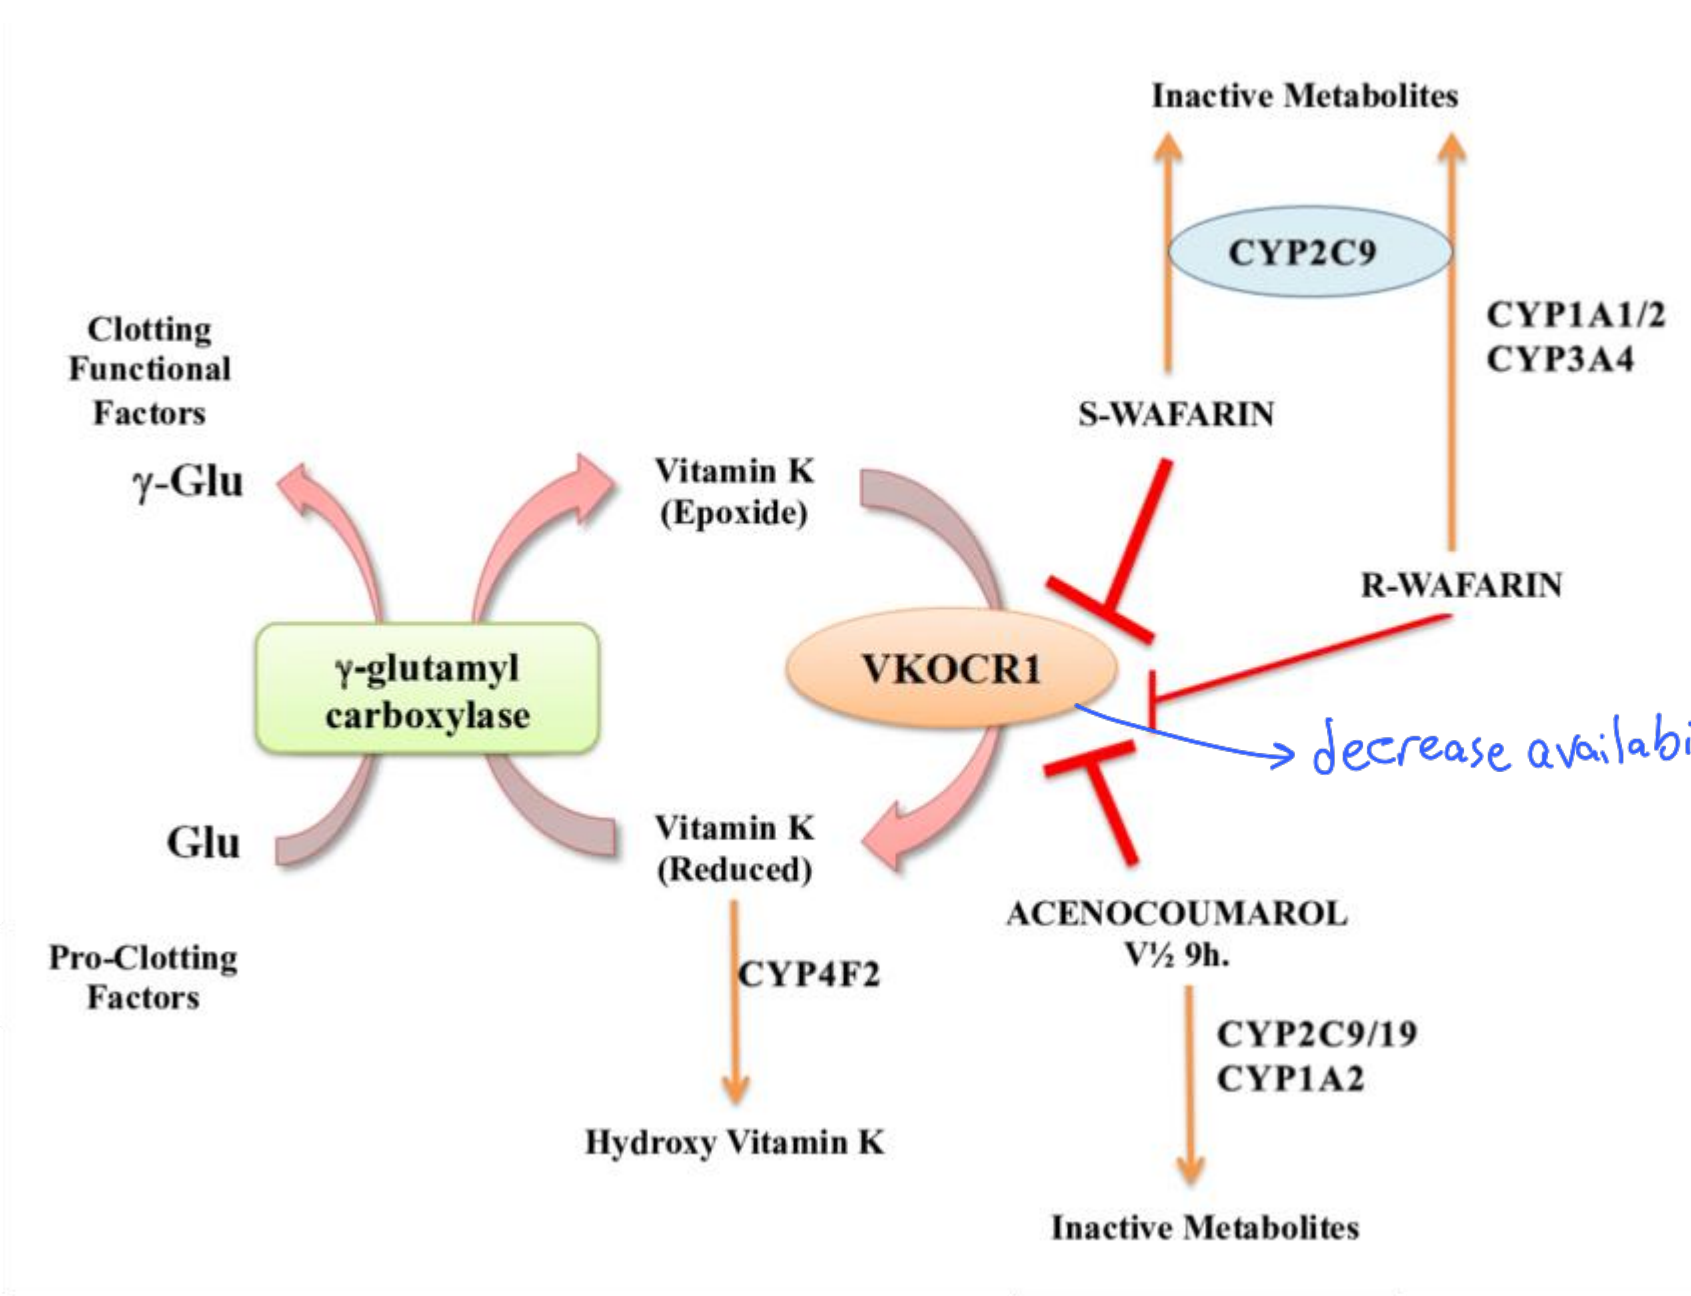 Inactive Metabolites
CYP2C9
CYP1A1/2
CYP3A4
S-WAFARIN
R-WAFARIN
Clotting
Functional
Factors
γ-Glu
Vitamin K
(Epoxide)
γ-glutamyl
carboxylase
VKOCR1
decrease availabi
Glu
Vitamin K
(Reduced)
Pro-Clotting
Factors
CYP4F2
Hydroxy Vitamin K
ACENOCOUMAROL
V½ 9h.
CYP2C9/19
CYP1A2
Inactive Metabolites